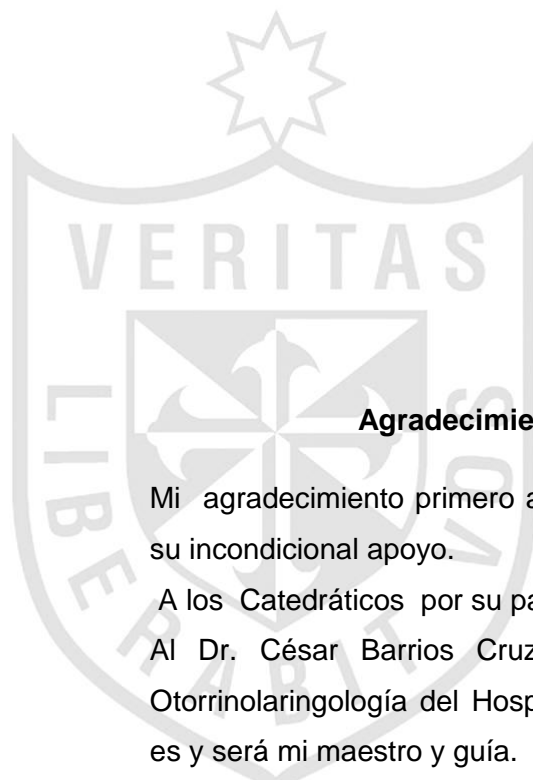 VERITAS
LIBERABIT VOS
Agradecimie
Mi agradecimiento primero a
su incondicional apoyo.
A los Catedráticos por su pa
Al Dr. César Barrios Cruz
Otorrinolaringología del Hosp
es y será mi maestro y guía.